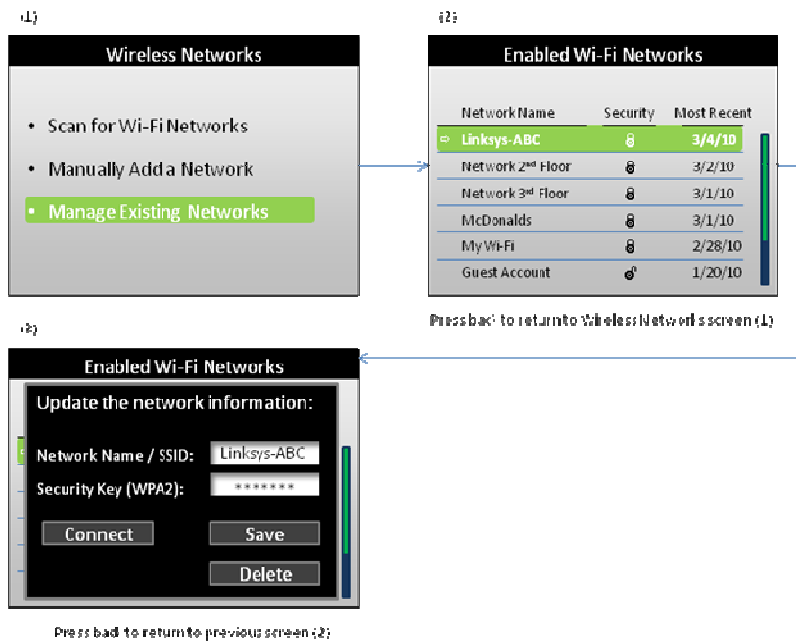 (1)
Wireless Networks
• Scan for Wi-Fi Networks
• Manually Add a Network
• Manage Existing Networks
(2)
Enabled Wi-Fi Networks
Network Name Security Most Recent
Linksys-ABC 3/4/10
Network 2nd Floor 3/2/10
Network 3rd Floor 3/1/10
McDonalds 3/1/10
My Wi-Fi 2/28/10
Guest Account 1/20/10
Press back to return to Wireless Networks screen (1)
(3)
Enabled Wi-Fi Networks
Update the network information:
Network Name / SSID: Linksys-ABC
Security Key (WPA2): *******
Connect Save
Delete
Press back to return to previous screen (2)